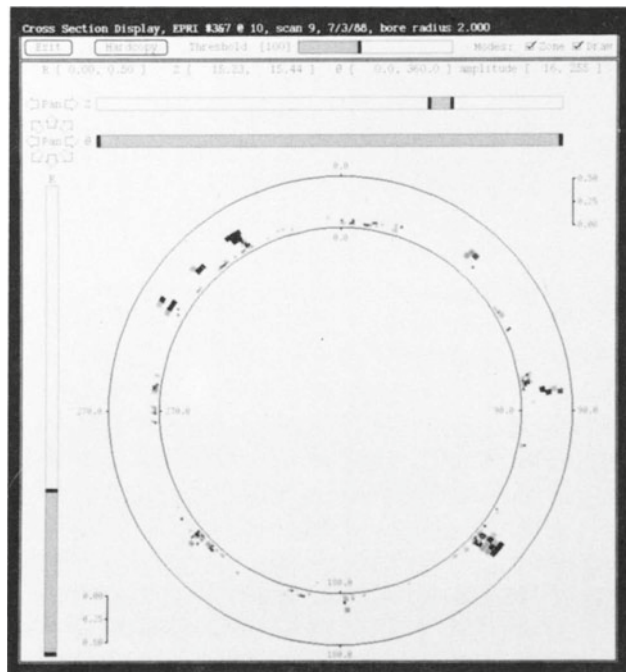 Cross Section Display, EPRI #367 @ 10, scan 9, 7/3/88, bore radius 2.000
Exit Hardcopy Threshold [100] Modes: Zone Draw
R [ 0.00, 0.50 ] Z [ 15.23, 15.44 ] θ [ 0.0, 360.0 ] Amplitude [ 16, 255 ]
Pan Z
Pan θ
R
0.0
0.50
0.25
0.00
0.0
270.0 270.0 90.0 90.0
180.0
0.00
0.25
0.50
180.0